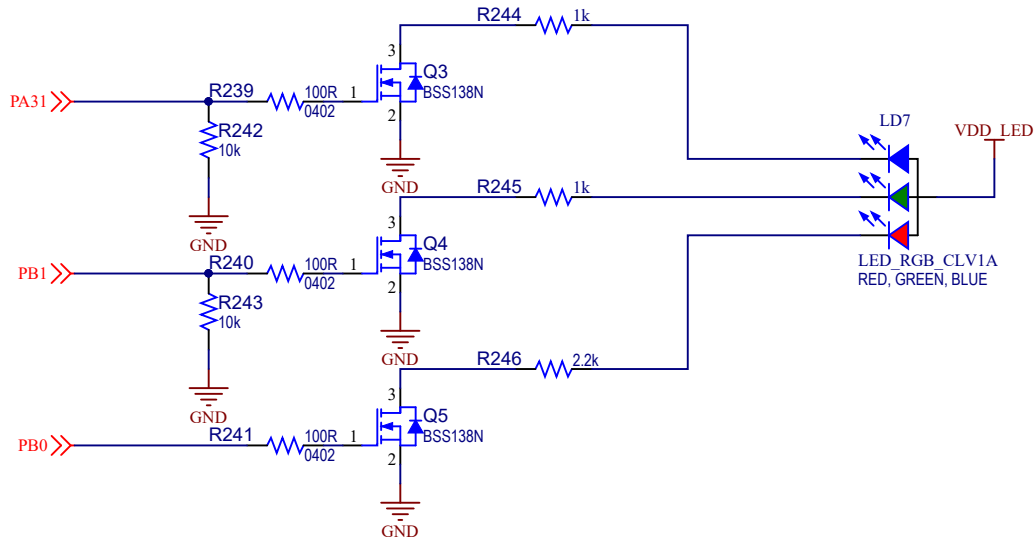 R244
1k
3
Q3
BSS138N
PA31
R239
100R
0402
1
2
R242
10k
GND
GND
LD7
VDD_LED
R245
1k
3
Q4
BSS138N
PB1
R240
100R
0402
1
2
R243
10k
GND
GND
LED_RGB_CLV1A
RED, GREEN, BLUE
R246
2.2k
3
Q5
BSS138N
PB0
R241
100R
0402
1
2
GND